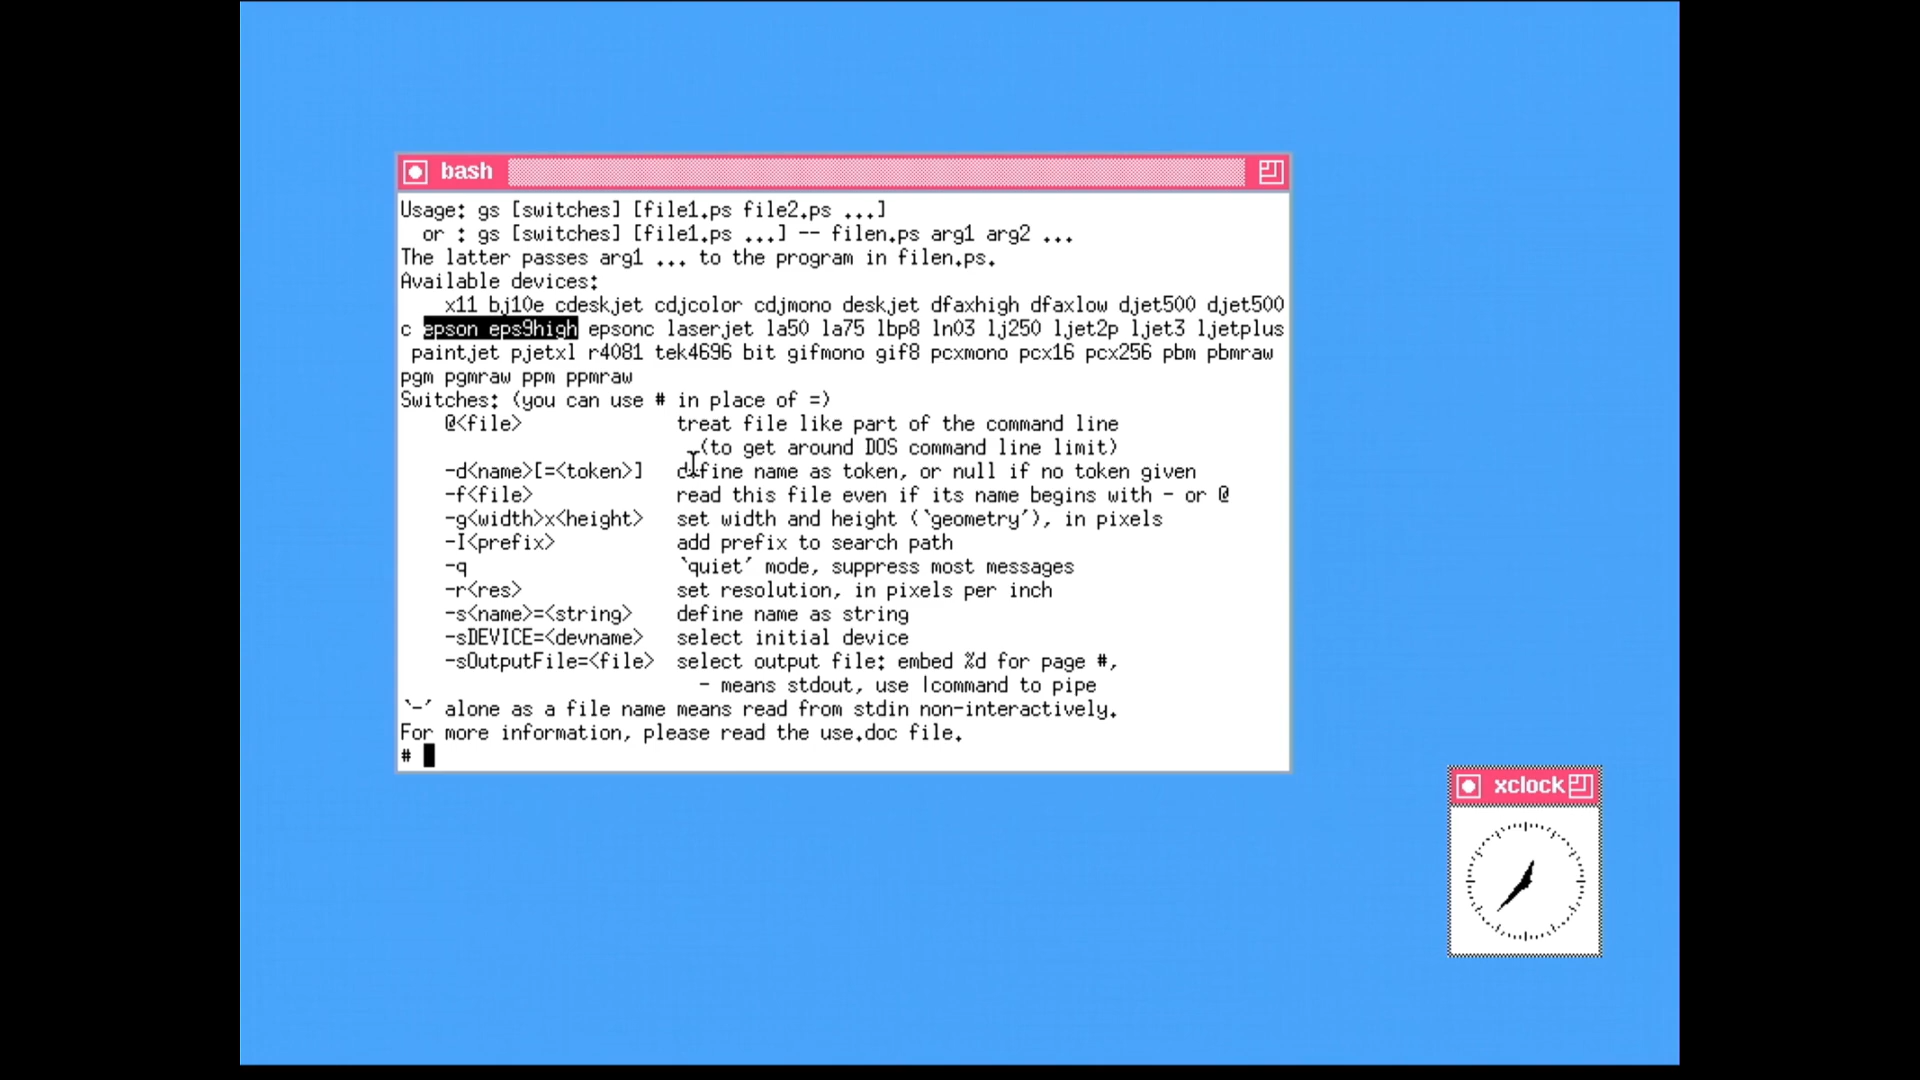 bash
Usage: gs [switches] [file1.ps file2.ps ...]
or : gs [switches] [file1.ps ...] -- filen.ps arg1 arg2 ...
The latter passes arg1 ... to the program in filen.ps.
Available devices:
x11 bj10e cdeskjet cdjcolor cdjmono deskjet dfaxhigh dfaxlow djet500 djet500
c epson eps9high epsonc laserjet la50 la75 lbp8 ln03 lj250 ljet2p ljet3 ljetplus
paintjet pjetxl r4081 tek4696 bit gifmono gif8 pcxmono pcx16 pcx256 pbm pbmraw
pgm pgmraw ppm ppmraw
Switches: (you can use # in place of =)
@<file> treat file like part of the command line
(to get around DOS command line limit)
-d<name>[=<token>] define name as token, or null if no token given
-f<file> read this file even if its name begins with - or @
-g<width>x<height> set width and height (`geometry'), in pixels
-I<prefix> add prefix to search path
-q `quiet' mode, suppress most messages
-r<res> set resolution, in pixels per inch
-s<name>=<string> define name as string
-sDEVICE=<devname> select initial device
-sOutputFile=<file> select output file: embed %d for page #,
- means stdout, use |command to pipe
`-' alone as a file name means read from stdin non-interactively.
For more information, please read the use.doc file.
#
xclock